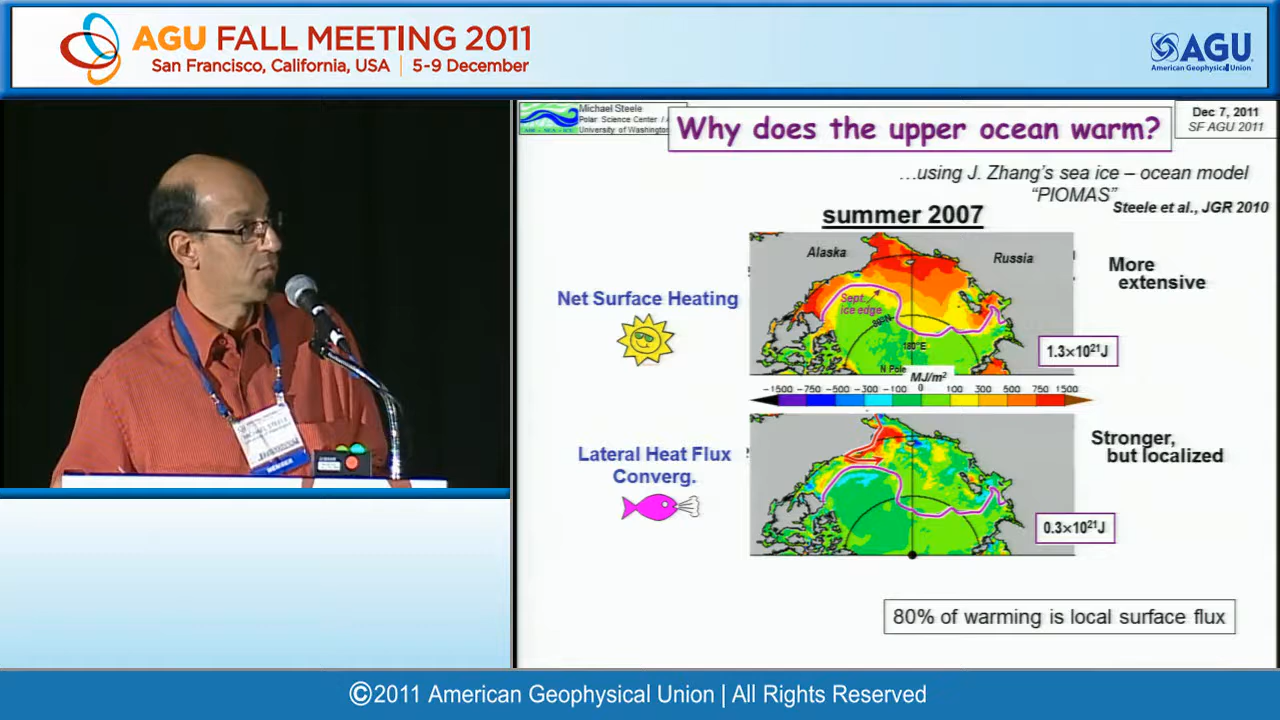 AGU FALL MEETING 2011
San Francisco, California, USA | 5-9 December
AGU
American Geophysical Union
Michael Steele
Polar Science Center /
University of Washington
Why does the upper ocean warm?
Dec 7, 2011
SF AGU 2011
…using J. Zhang's sea ice – ocean model
"PIOMAS"
Steele et al., JGR 2010
summer 2007
Alaska
Russia
More
extensive
Net Surface Heating
Sept.
ice edge
80°N
180°E
N Pole
1.3×10²¹J
MJ/m²
−1500 −750 −500 −300 −100 0 100 300 500 750 1500
Lateral Heat Flux
Converg.
Stronger,
but localized
0.3×10²¹J
80% of warming is local surface flux
MICHAEL STEELE
MEMBER
©2011 American Geophysical Union | All Rights Reserved